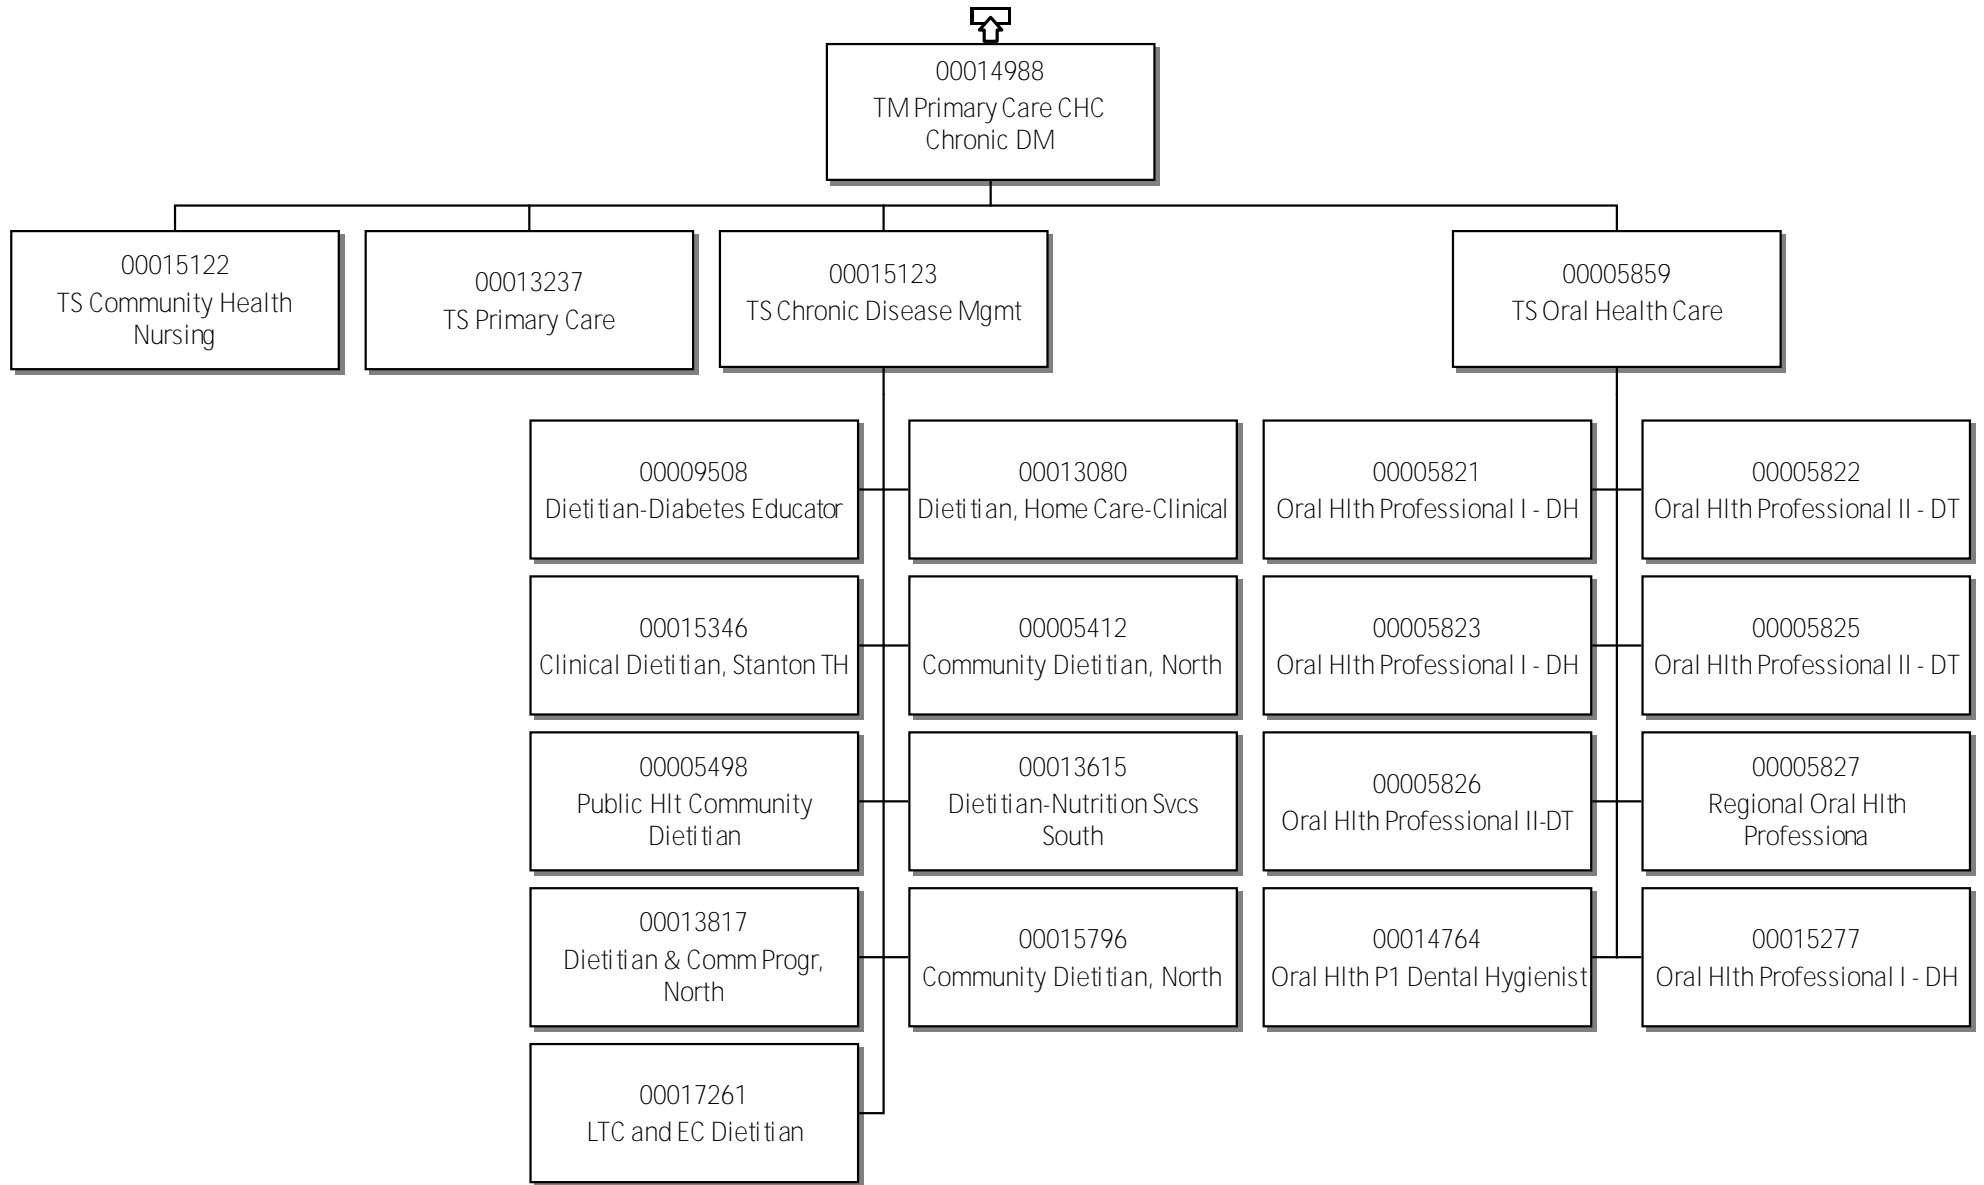 00014988
TM Primary Care CHC
Chronic DM
00015122
TS Community Health
Nursing
00013237
TS Primary Care
00015123
TS Chronic Disease Mgmt
00005859
TS Oral Health Care
00009508
Dietitian-Diabetes Educator
00013080
Dietitian, Home Care-Clinical
00005821
Oral Hlth Professional I - DH
00005822
Oral Hlth Professional II - DT
00015346
Clinical Dietitian, Stanton TH
00005412
Community Dietitian, North
00005823
Oral Hlth Professional I - DH
00005825
Oral Hlth Professional II - DT
00005498
Public Hlt Community
Dietitian
00013615
Dietitian-Nutrition Svcs
South
00005826
Oral Hlth Professional II-DT
00005827
Regional Oral Hlth
Professiona
00013817
Dietitian & Comm Progr,
North
00015796
Community Dietitian, North
00014764
Oral Hlth P1 Dental Hygienist
00015277
Oral Hlth Professional I - DH
00017261
LTC and EC Dietitian